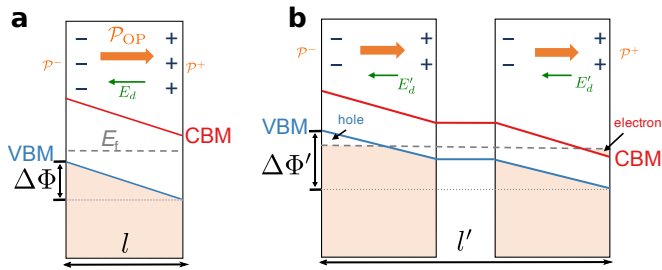 a
− 𝒫_OP +
𝒫⁻ − + 𝒫⁺
− E_d +
E_f
CBM
VBM
ΔΦ
l
b
− + − +
𝒫⁻ 𝒫⁺
− E′_d + − E′_d +
VBM hole
electron
CBM
ΔΦ′
l′